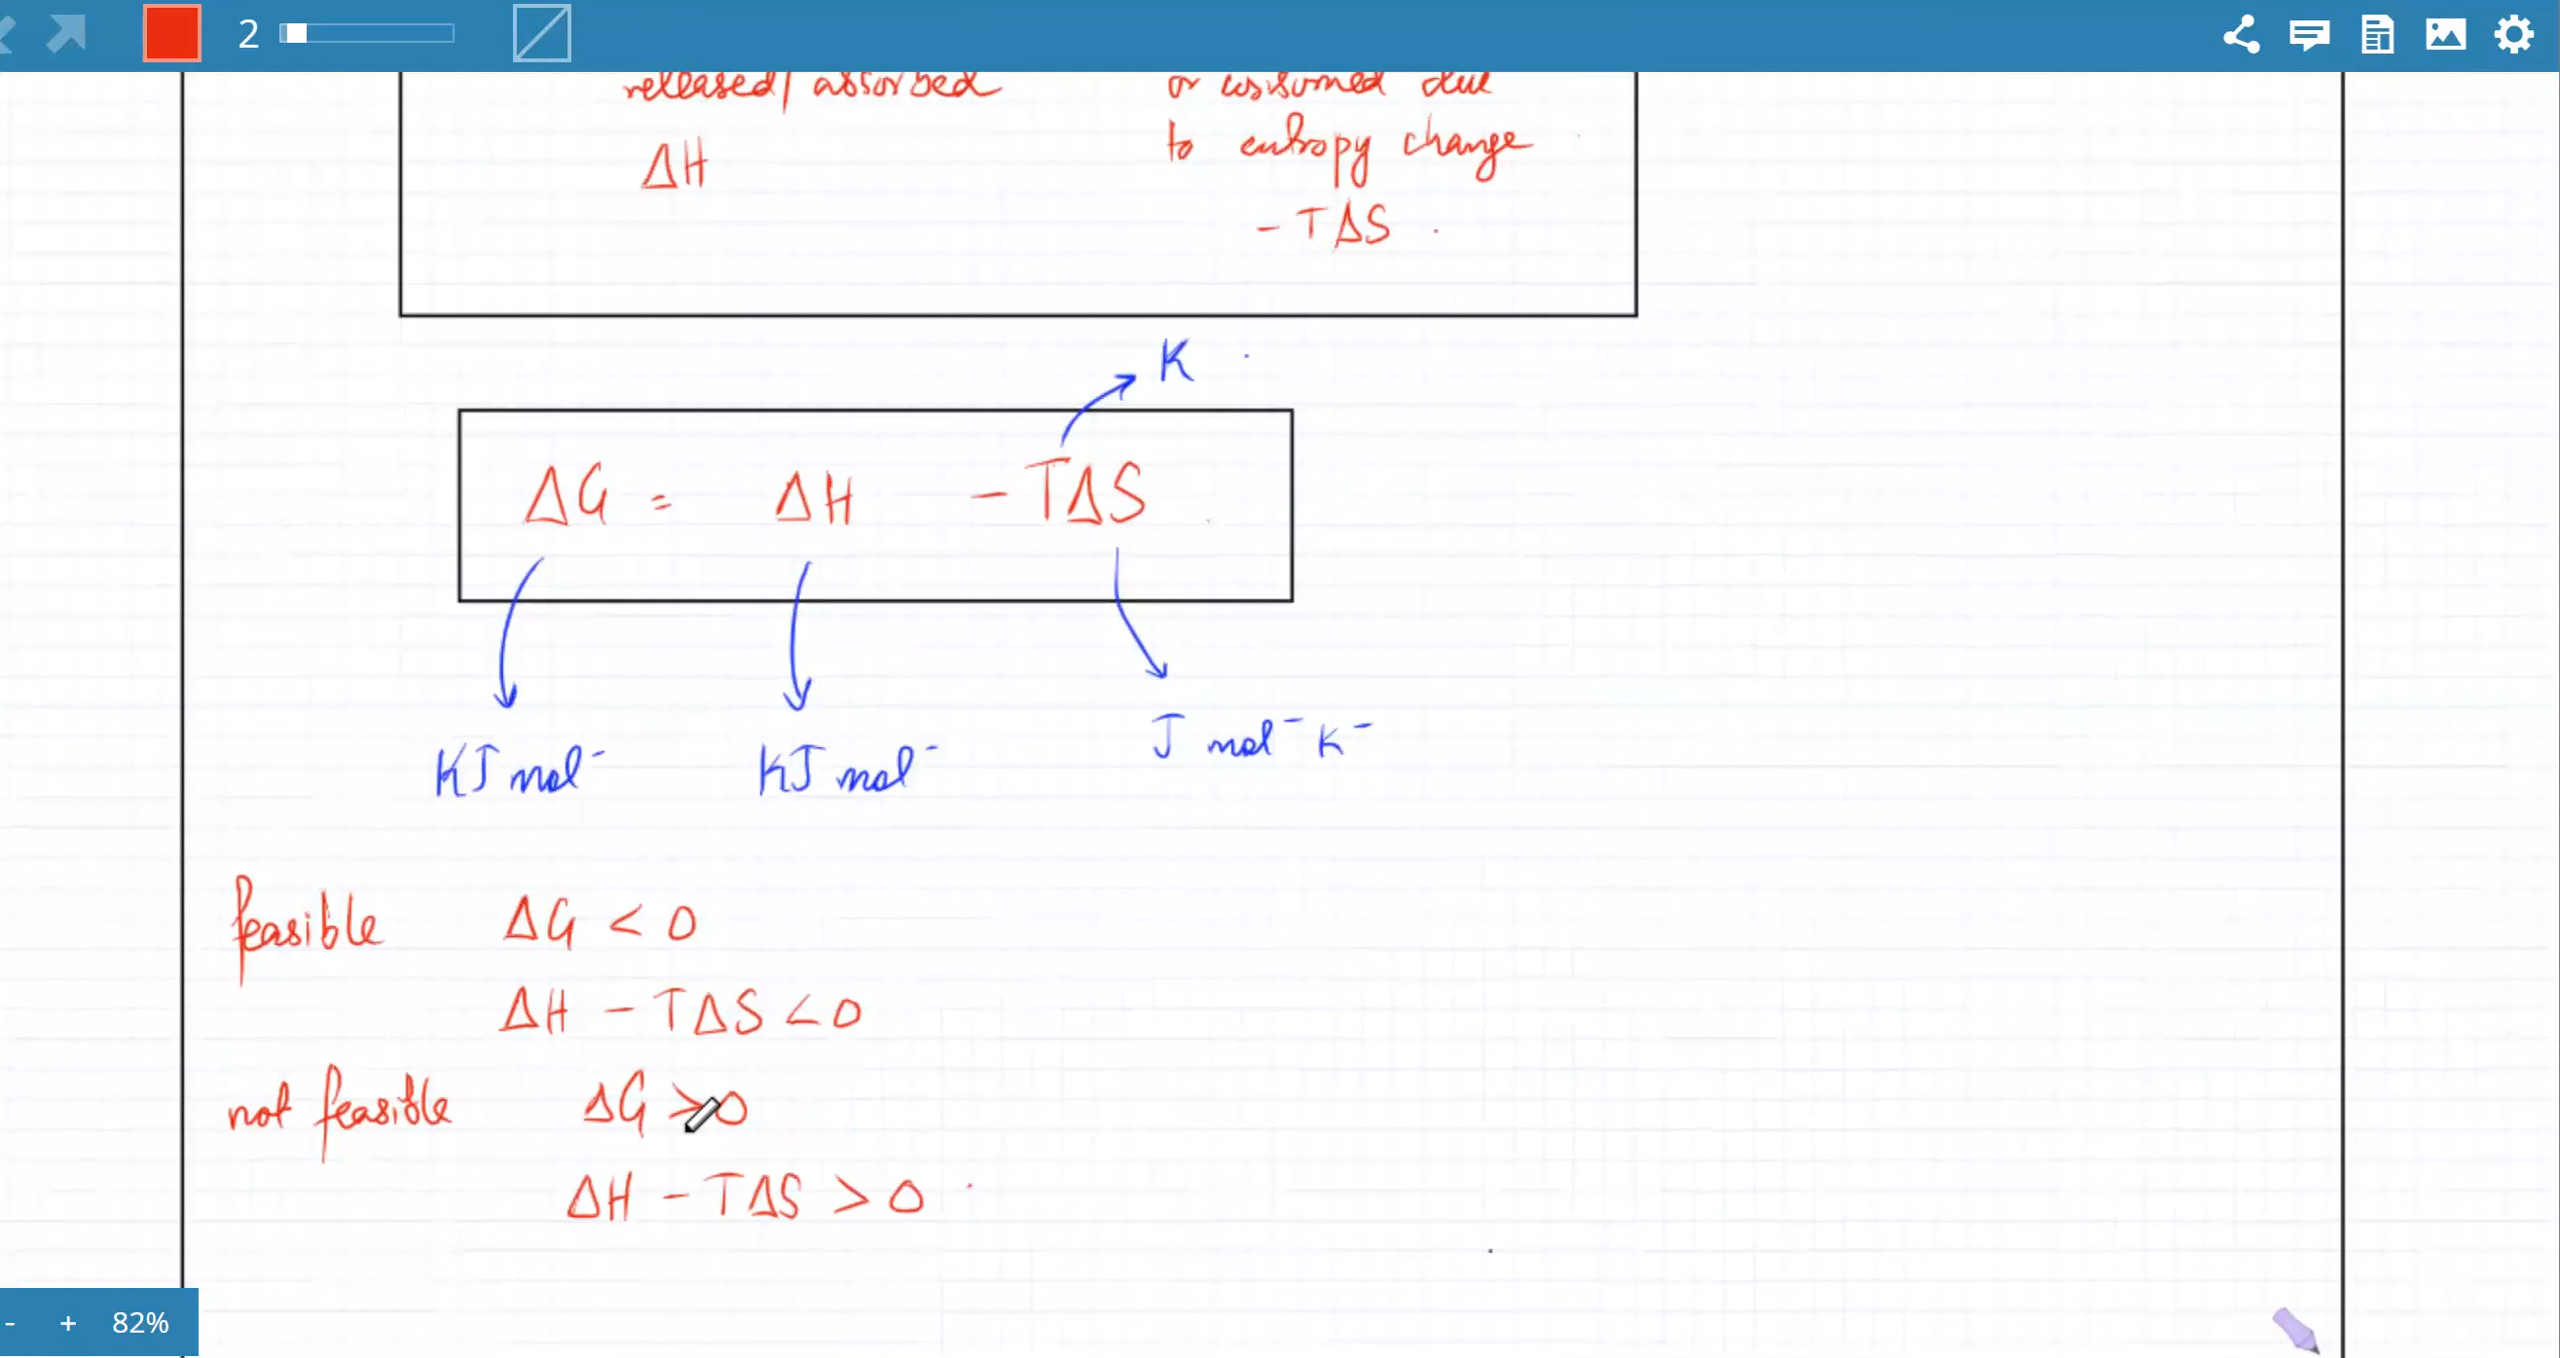 2
released/ absorbed
or consumed due
to entropy change
ΔH
- TΔS
K
ΔG = ΔH - TΔS
KJ mol⁻
KJ mol⁻
J mol⁻ K⁻
feasible ΔG < 0
ΔH - TΔS < 0
not feasible ΔG > 0
ΔH - TΔS > 0
- + 82%